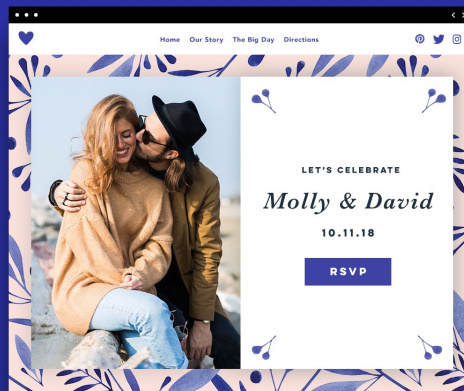 Home Our Story The Big Day Directions
LET'S CELEBRATE
Molly & David
10.11.18
RSVP